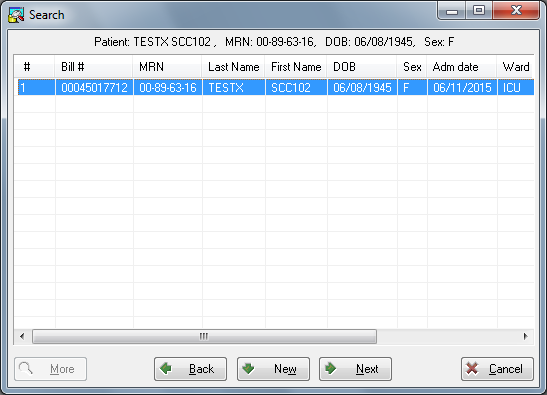 Search
Patient: TESTX SCC102 , MRN: 00-89-63-16, DOB: 06/08/1945, Sex: F
# Bill # MRN Last Name First Name DOB Sex Adm date Ward
1 00045017712 00-89-63-16 TESTX SCC102 06/08/1945 F 06/11/2015 ICU
More Back New Next Cancel